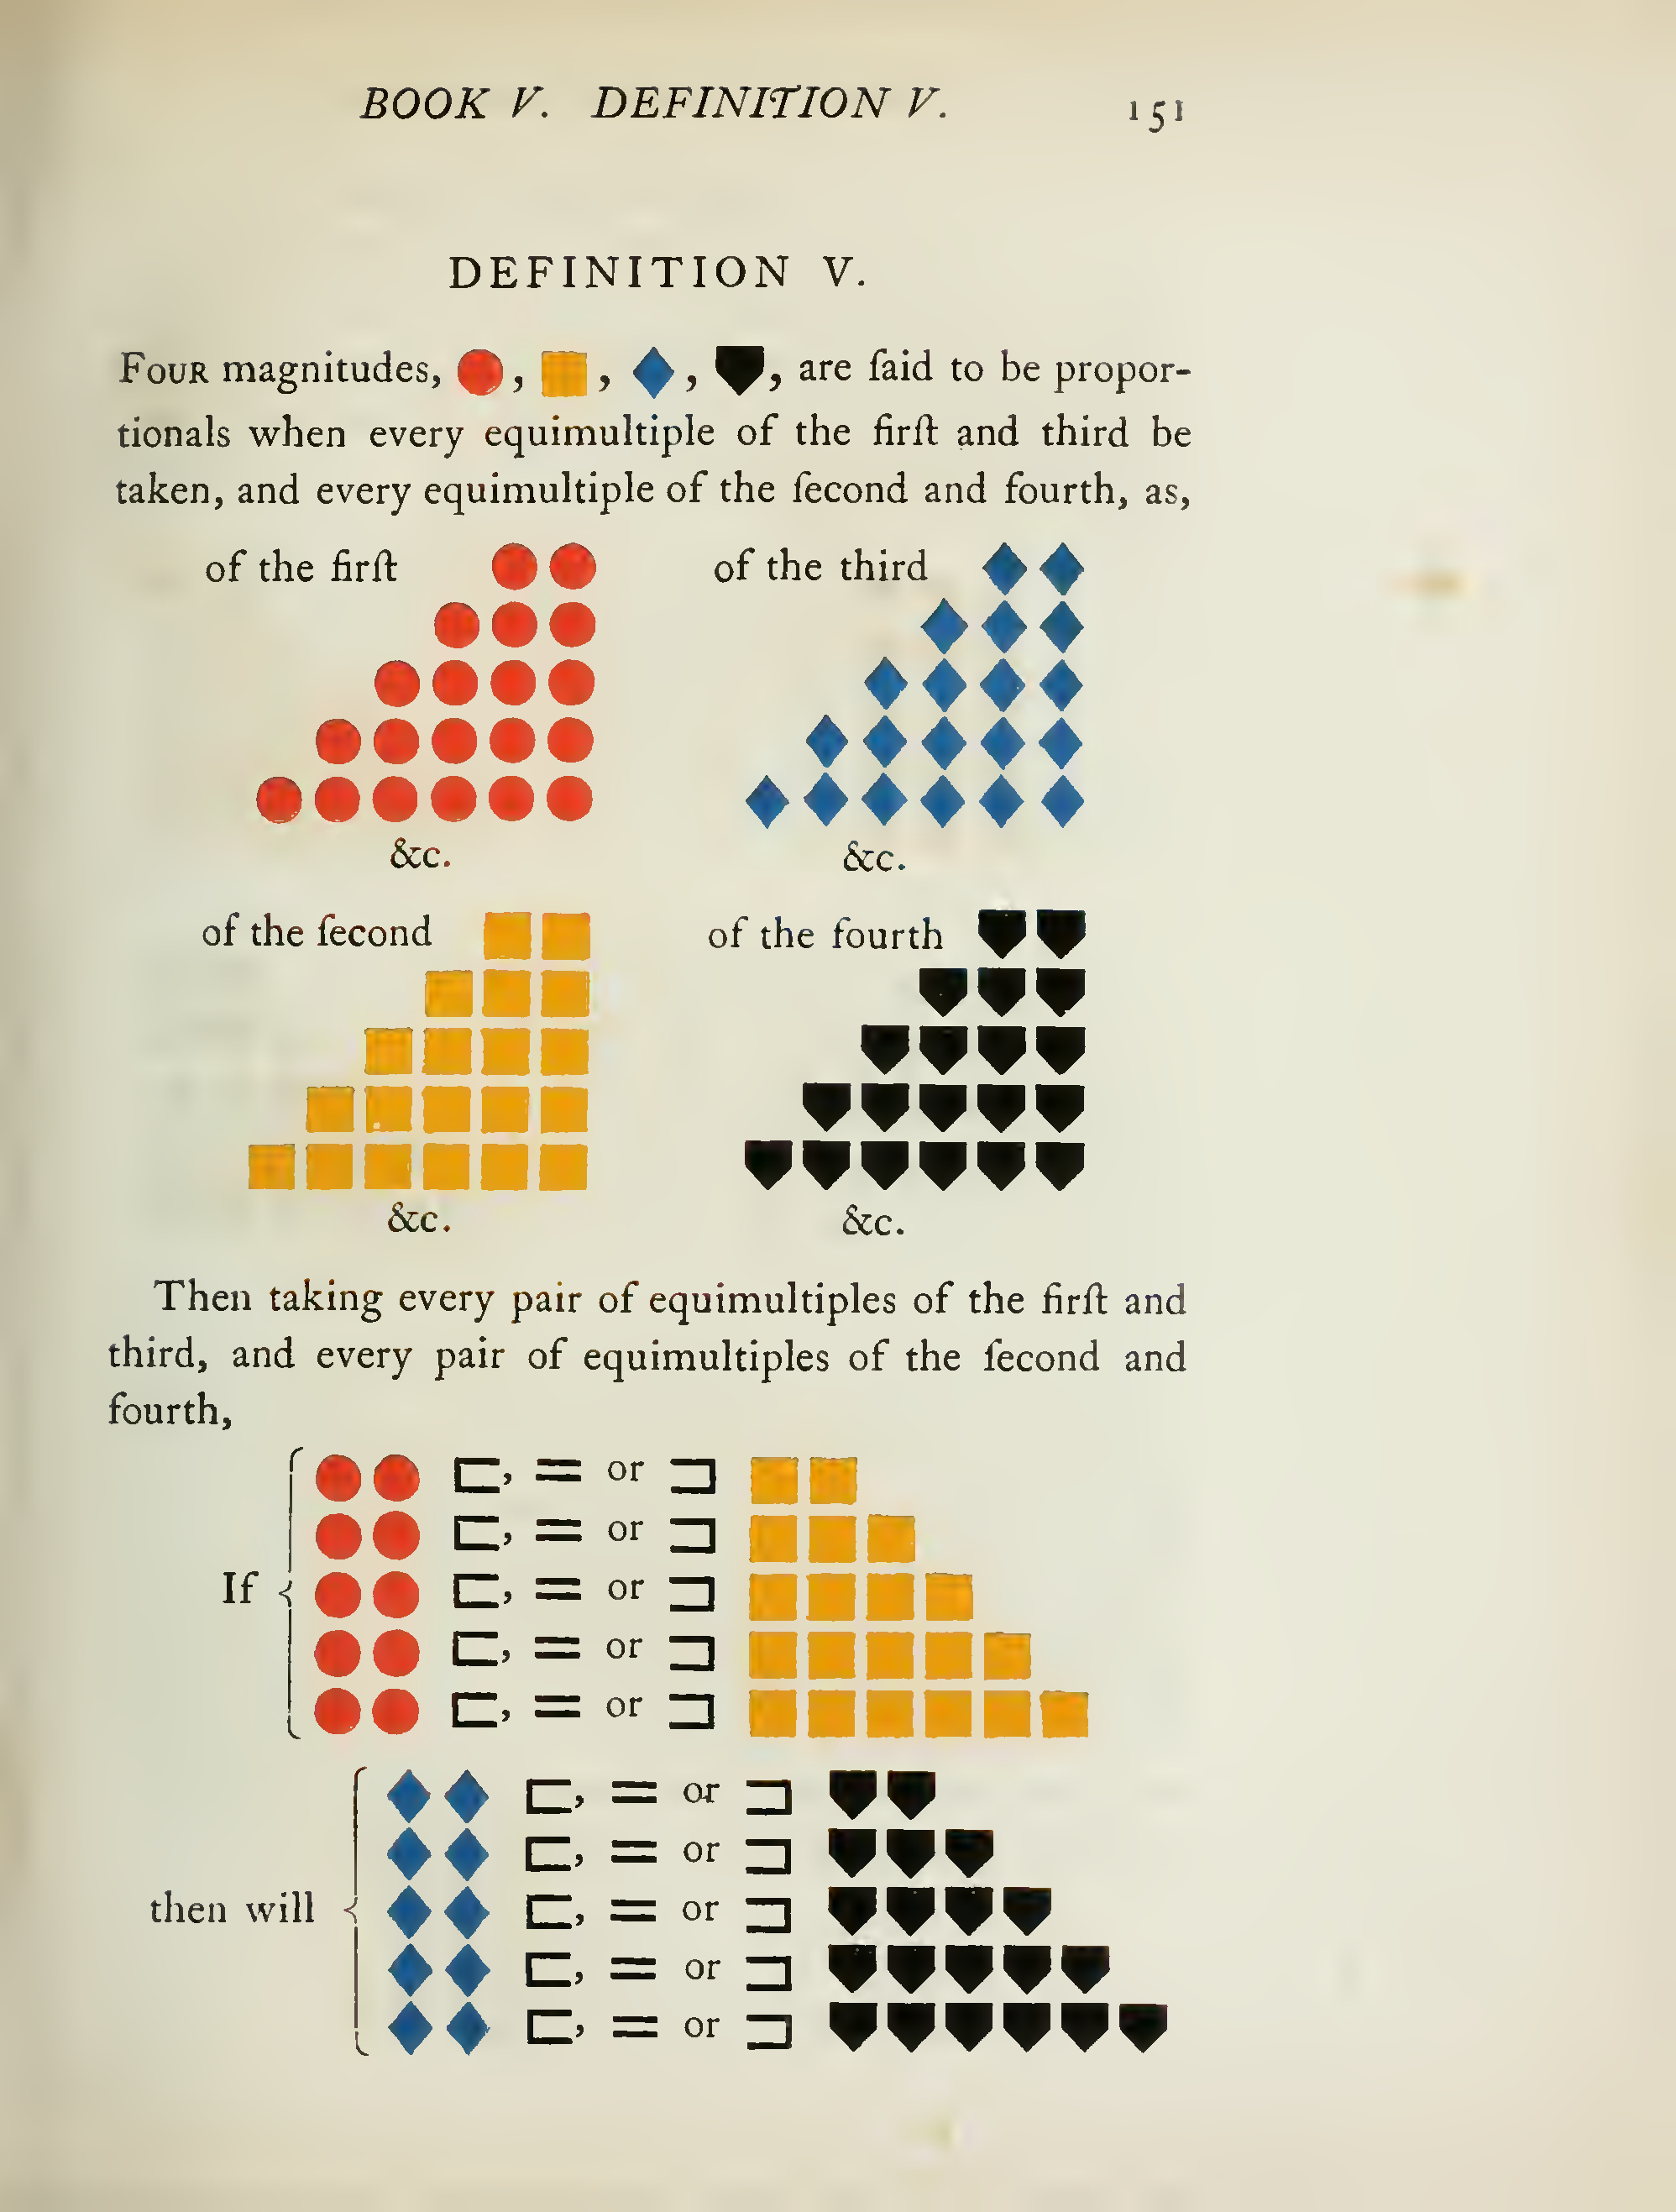 BOOK V. DEFINITION V. 151
DEFINITION V.
Four magnitudes, , , , , are ſaid to be propor-
tionals when every equimultiple of the firſt and third be
taken, and every equimultiple of the ſecond and fourth, as,
of the firſt
&c.
of the third
&c.
of the ſecond
&c.
of the fourth
&c.
Then taking every pair of equimultiples of the firſt and
third, and every pair of equimultiples of the ſecond and
fourth,
If
⊏, = or ⊐
⊏, = or ⊐
⊏, = or ⊐
⊏, = or ⊐
⊏, = or ⊐
then will
⊏, = or ⊐
⊏, = or ⊐
⊏, = or ⊐
⊏, = or ⊐
⊏, = or ⊐